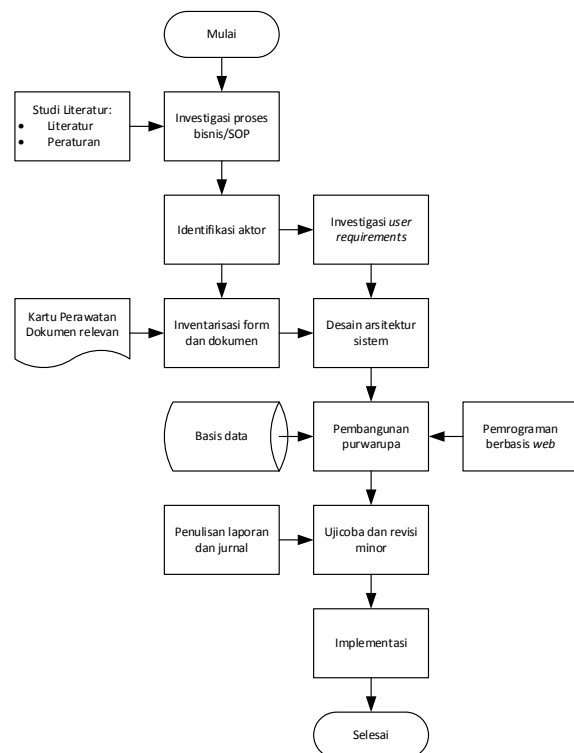 Mulai
Studi Literatur:
• Literatur
• Peraturan
Investigasi proses
bisnis/SOP
Identifikasi aktor
Investigasi user
requirements
Kartu Perawatan
Dokumen relevan
Inventarisasi form
dan dokumen
Desain arsitektur
sistem
Basis data
Pembangunan
purwarupa
Pemrograman
berbasis web
Penulisan laporan
dan jurnal
Ujicoba dan revisi
minor
Implementasi
Selesai